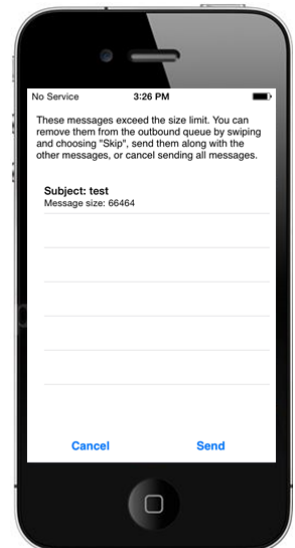 No Service 3:26 PM
These messages exceed the size limit. You can
remove them from the outbound queue by swiping
and choosing "Skip", send them along with the
other messages, or cancel sending all messages.
Subject: test
Message size: 66464
Cancel Send